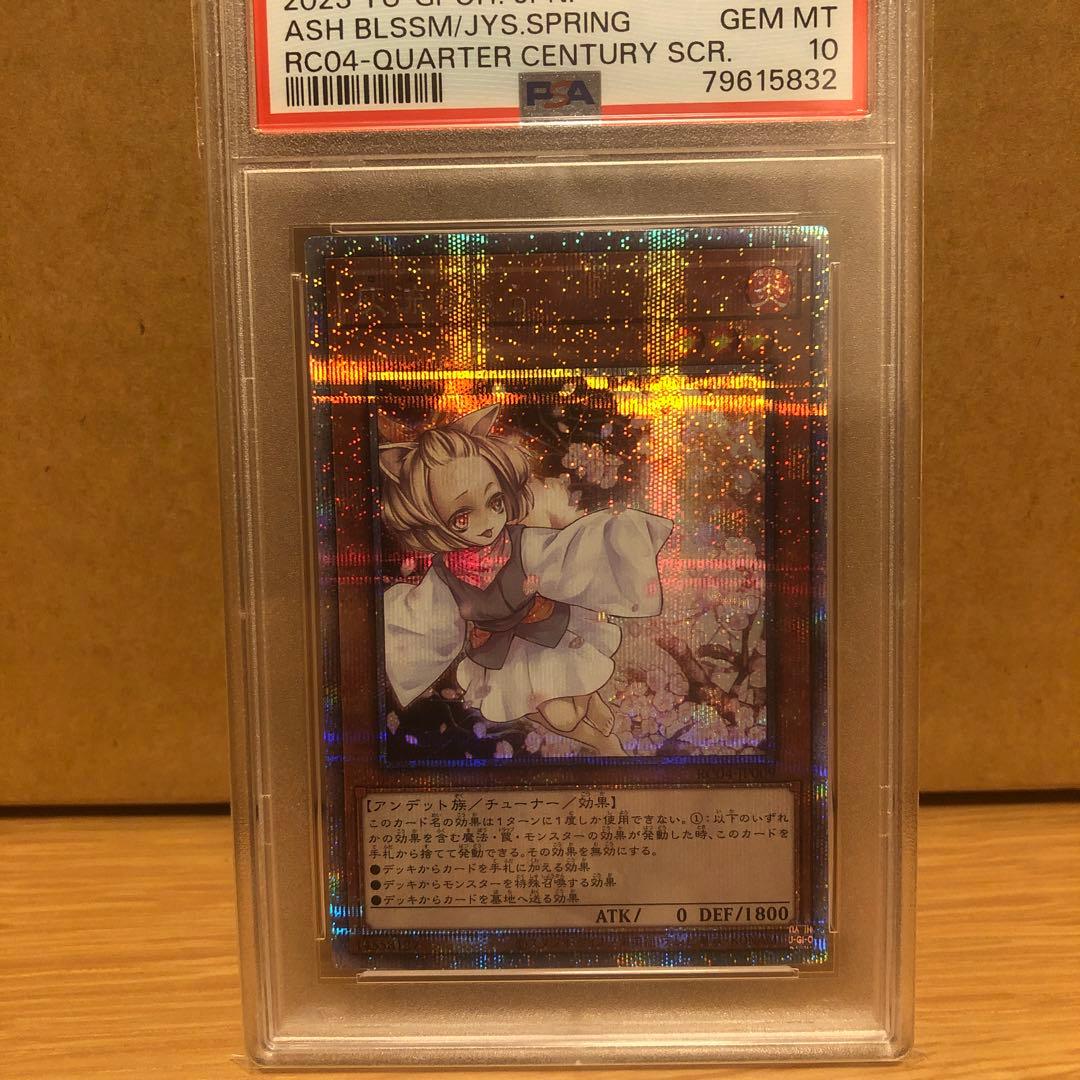 2023 YU-GI-OH! JPN.
ASH BLSSM/JYS.SPRING
GEM MT
RC04-QUARTER CENTURY SCR.
10
PSA
79615832
炎
RC04-JP009
【アンデット族/チューナー/効果】
このカード名の効果は1ターンに1度しか使用できない。①:以下のいずれ
かの効果を含む魔法・罠・モンスターの効果が発動した時、このカードを
手札から捨てて発動できる。その効果を無効にする。
●デッキからカードを手札に加える効果
●デッキからモンスターを特殊召喚する効果
●デッキからカードを墓地へ送る効果
ATK/ 0 DEF/1800